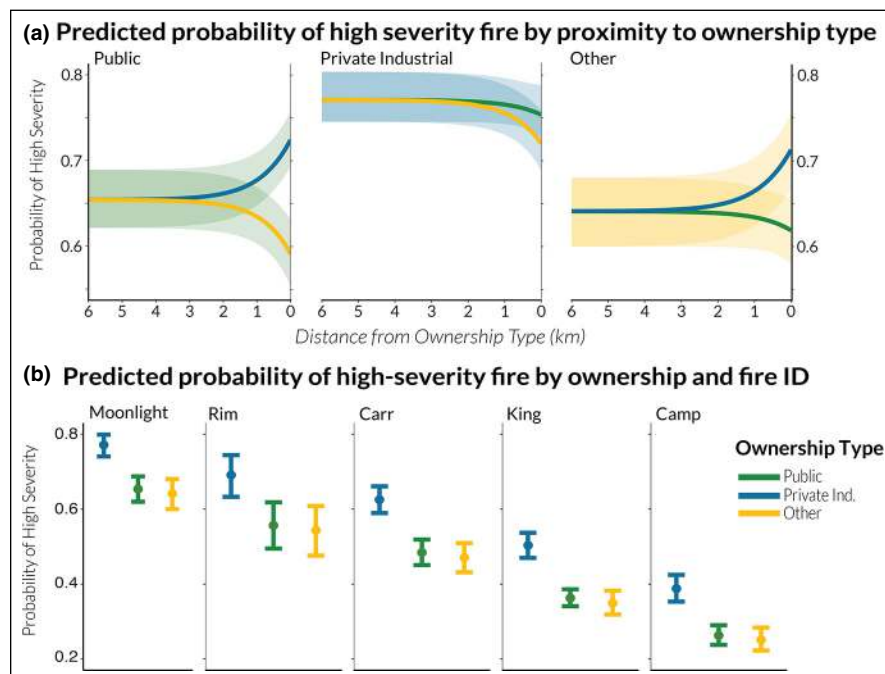 (a) Predicted probability of high severity fire by proximity to ownership type
Public Private Industrial Other
0.8 0.8
0.7 0.7
0.6 0.6
Probability of High Severity
6 5 4 3 2 1 0 6 5 4 3 2 1 0 6 5 4 3 2 1 0
Distance from Ownership Type (km)
(b) Predicted probability of high-severity fire by ownership and fire ID
Moonlight Rim Carr King Camp
0.8
0.6
0.4
0.2
Probability of High Severity
Ownership Type
Public
Private Ind.
Other